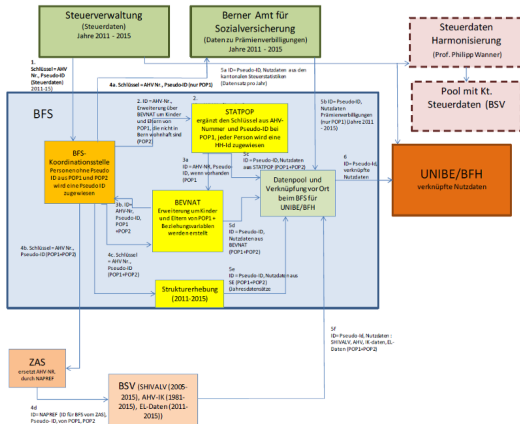 Steuerverwaltung
(Steuerdaten)
Jahre 2011 - 2015
Berner Amt für
Sozialversicherung
(Daten zu Prämienverbilligungen)
Jahre 2011 - 2015
Steuerdaten
Harmonisierung
(Prof. Philipp Wanner)
Pool mit Kt.
Steuerdaten (BSV
1.
Schlüssel = AHV
Nr., Pseudo-ID
(Steuerdaten)
2011-15)
4a. Schlüssel = AHV Nr., Pseudo-ID (nur POP1)
5a ID= Pseudo-ID, Nutzdaten aus den
kantonalen Steuerstatistiken
(Datensatz pro Jahr)
BFS
2. ID = AHV Nr.,
Erweiterung über
BEVNAT um Kinder
und Eltern von
POP1, die nicht in
Bern wohnhaft sind
(POP2)
2.
STATPOP
ergänzt den Schlüssel aus AHV-
Nummer und Pseudo-ID bei
POP1, jeder Person wird eine
HH-Id zugewiesen
5b ID= Pseudo-ID,
Nutzdaten
Prämienverbilligungen
(nur POP1) (Jahre 2011
- 2015)
BFS-
Koordinationsstelle
Personen ohne Pseudo
ID aus POP1 und POP2
wird eine Pseudo ID
zugewiesen
3a
ID = AHV-NR, Pseudo-
ID, wenn vorhanden
POP1
5c
ID= Pseudo-ID, Nutzdaten
aus STATPOP (POP1+POP2)
Datenpool und
Verknüpfung vor Ort
beim BFS für
UNIBE/BFH
6
ID = Pseudo-Id,
verknüpfte
Nutzdaten
UNIBE/BFH
verknüpfte Nutzdaten
3b. ID=
AHV-Nr,
Pseudo-ID,
POP1
+POP2
BEVNAT
Erweiterung um Kinder
und Eltern von POP1 +
Beziehungsvariablen
werden erstellt
5d
ID= Pseudo-ID,
Nutzdaten aus
BEVNAT
(POP1+POP2)
4b. Schlüssel = AHV Nr.,
Pseudo-ID (POP1+POP2)
4c. Schlüssel
= AHV Nr.,
Pseudo-ID
(POP1+POP2)
5e
ID= Pseudo-ID, Nutzdaten aus
SE (POP1+POP2)
(Jahresdatensätze)
Strukturerhebung
(2011-2015)
5f
ID= Pseudo-Id, Nutzdaten :
SHIVALV, AHV, IK-daten, EL-
Daten (POP1+POP2)
ZAS
ersetzt AHV-NR.
durch NAPREF
4d
ID= NAPREF (ID für BFS vom ZAS),
Pseudo-ID, von POP1, POP2
BSV (SHIVALV (2005-
2015), AHV-IK (1981-
2015), EL-Daten (2011-
2015))